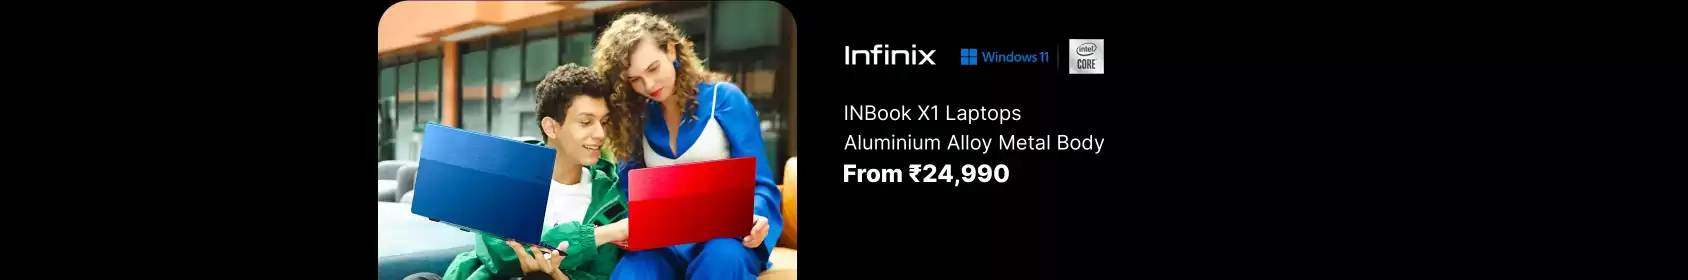 Infinix Windows 11 intel CORE
INBook X1 Laptops
Aluminium Alloy Metal Body
From ₹24,990